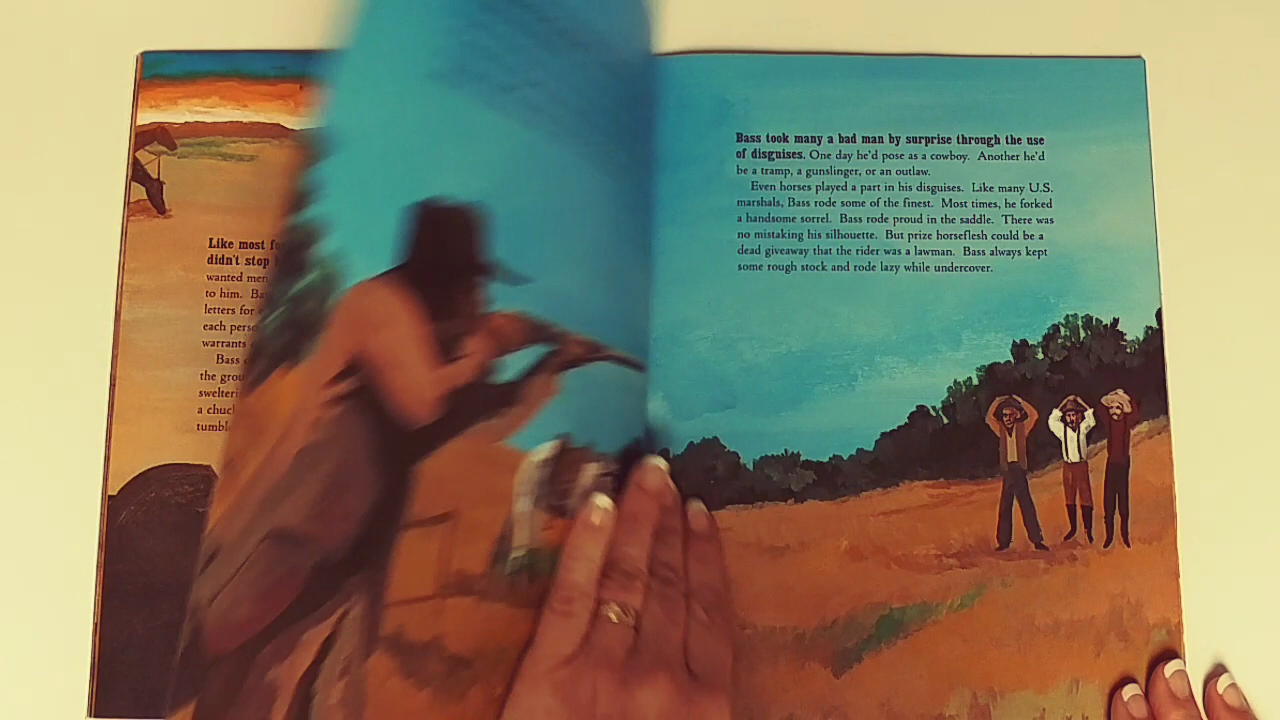 Like most
didn't stop
wanted men
to him.
letters for
each
warrants
Bass
the
a
Bass took many a bad man by surprise through the use
of disguises. One day he'd pose as a cowboy. Another he'd
be a tramp, a gunslinger, or an outlaw.
Even horses played a part in his disguises. Like many U.S.
marshals, Bass rode some of the finest. Most times, he forked
a handsome sorrel. Bass rode proud in the saddle. There was
no mistaking his silhouette. But prize horseflesh could be a
dead giveaway that the rider was a lawman. Bass always kept
some rough stock and rode lazy while undercover.